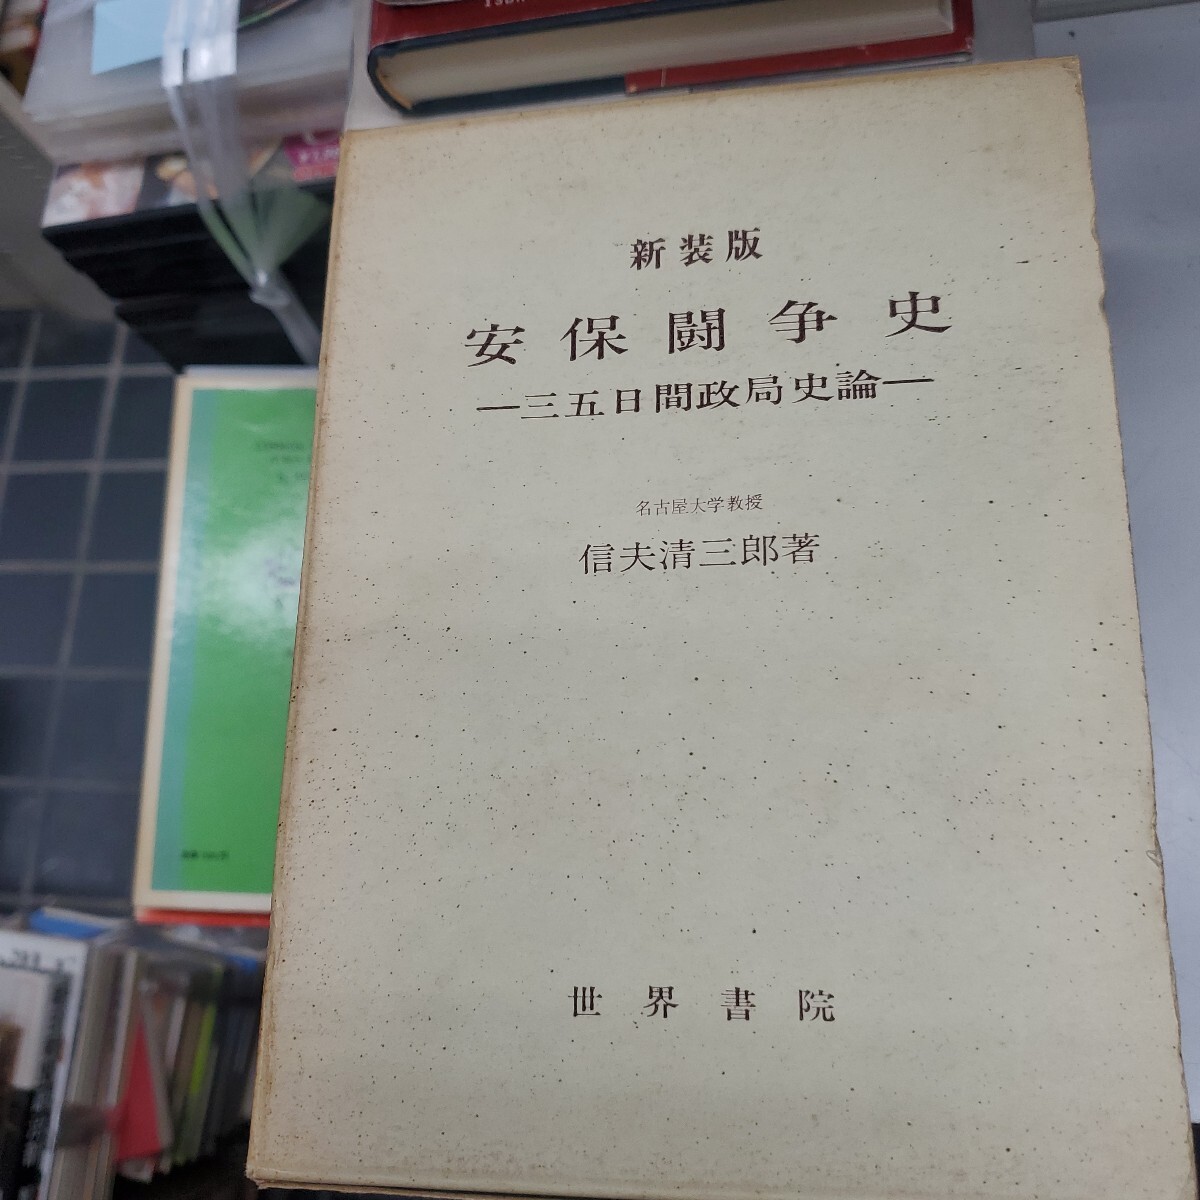 新装版
安保闘争史
―三五日間政局史論―
名古屋大学教授
信夫清三郎著
世界書院